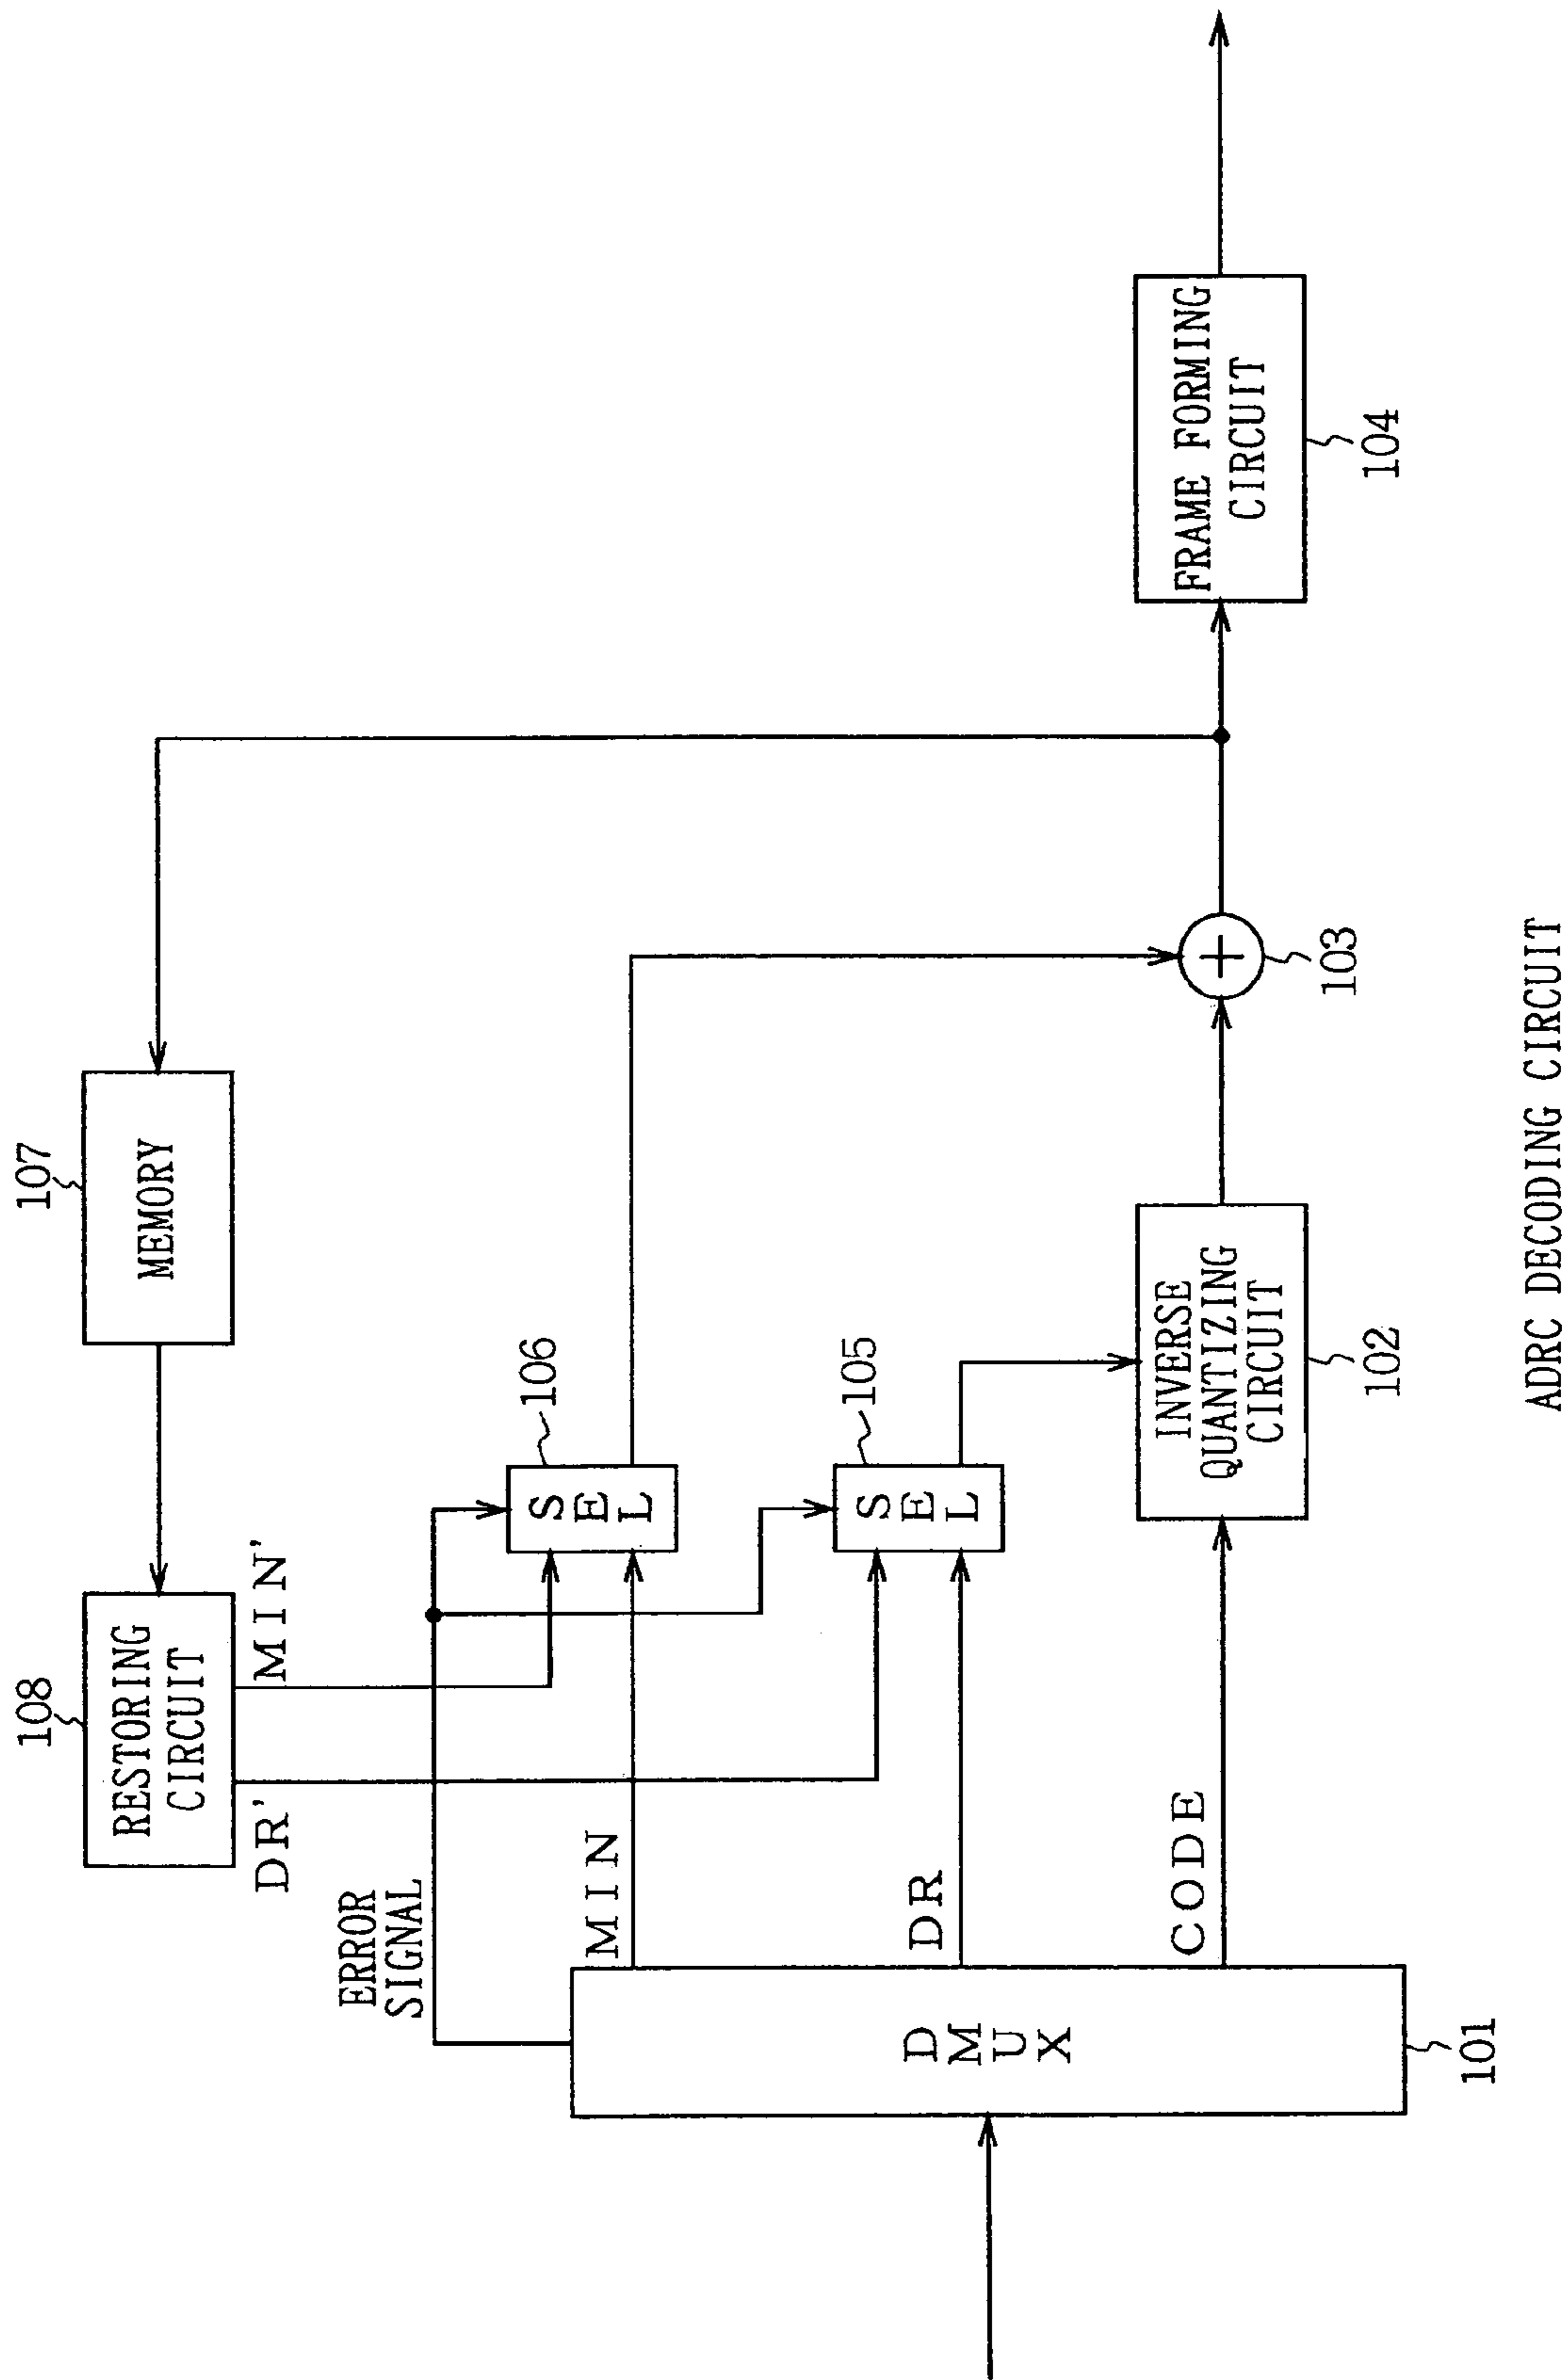 108
RESTORING
CIRCUIT
107
MEMORY
DR'
MIN'
ERROR
SIGNAL
106
SEL
MIN
105
SEL
DR
FRAME FORMING
CIRCUIT
104
INVERSE
QUANTIZING
CIRCUIT
102
103
CODE
DMUX
101
ADRC DECODING CIRCUIT